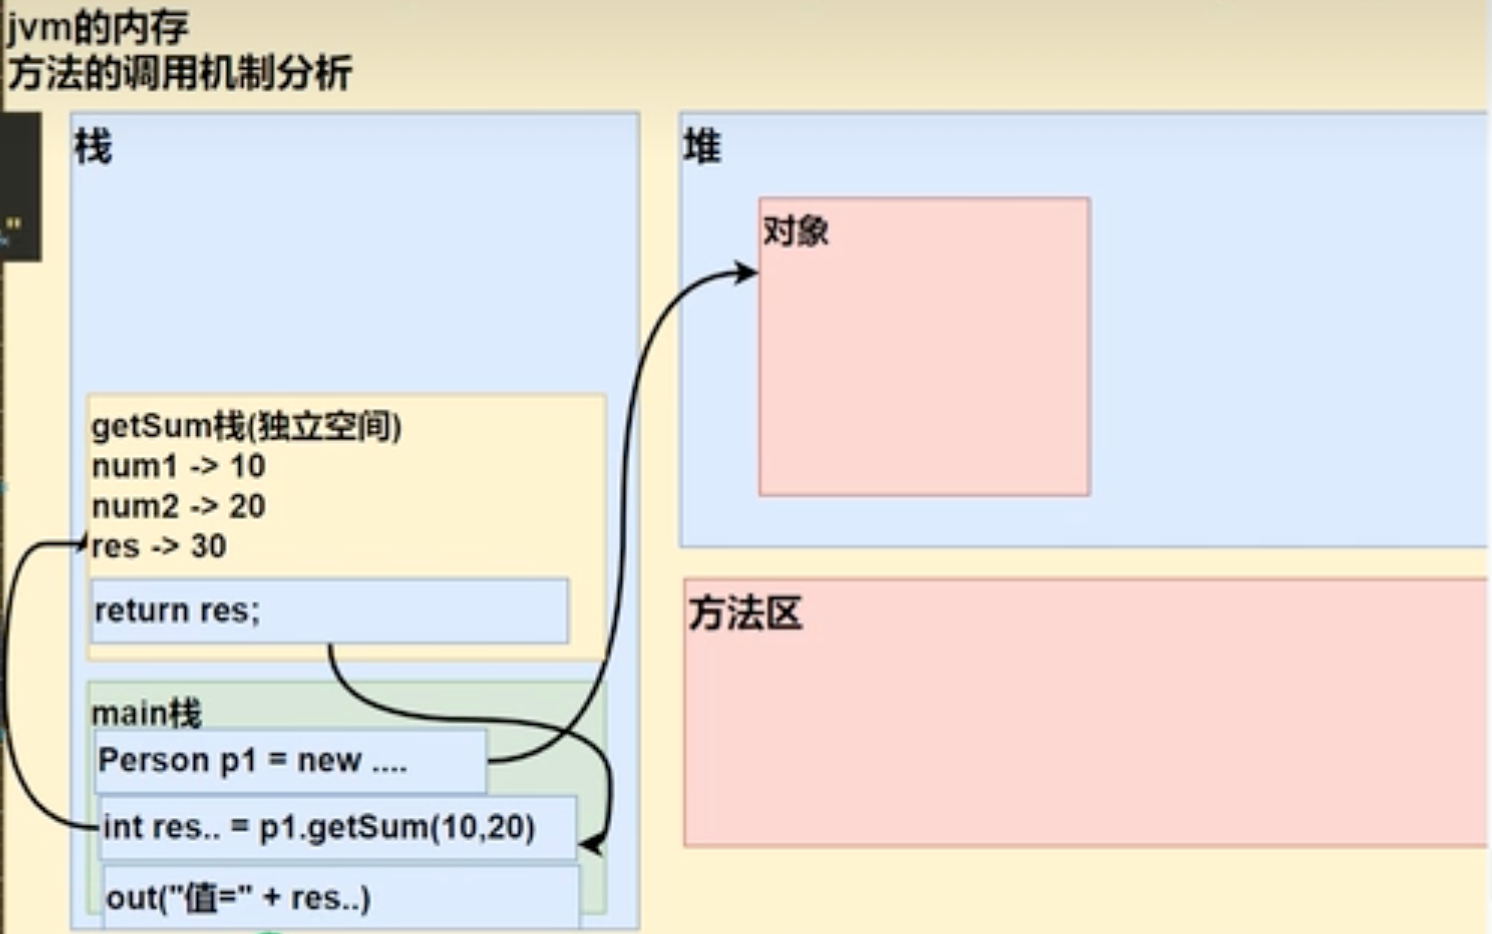 jvm的内存
方法的调用机制分析
"
栈
堆
对象
getSum栈(独立空间)
num1 -> 10
num2 -> 20
res -> 30
return res;
方法区
main栈
Person p1 = new ....
int res.. = p1.getSum(10,20)
out("值=" + res..)